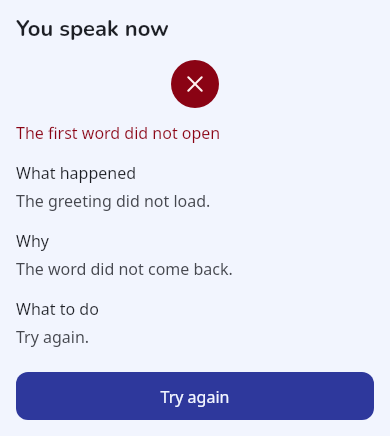 You speak now
The first word did not open
What happened
The greeting did not load.
Why
The word did not come back.
What to do
Try again.
Try again